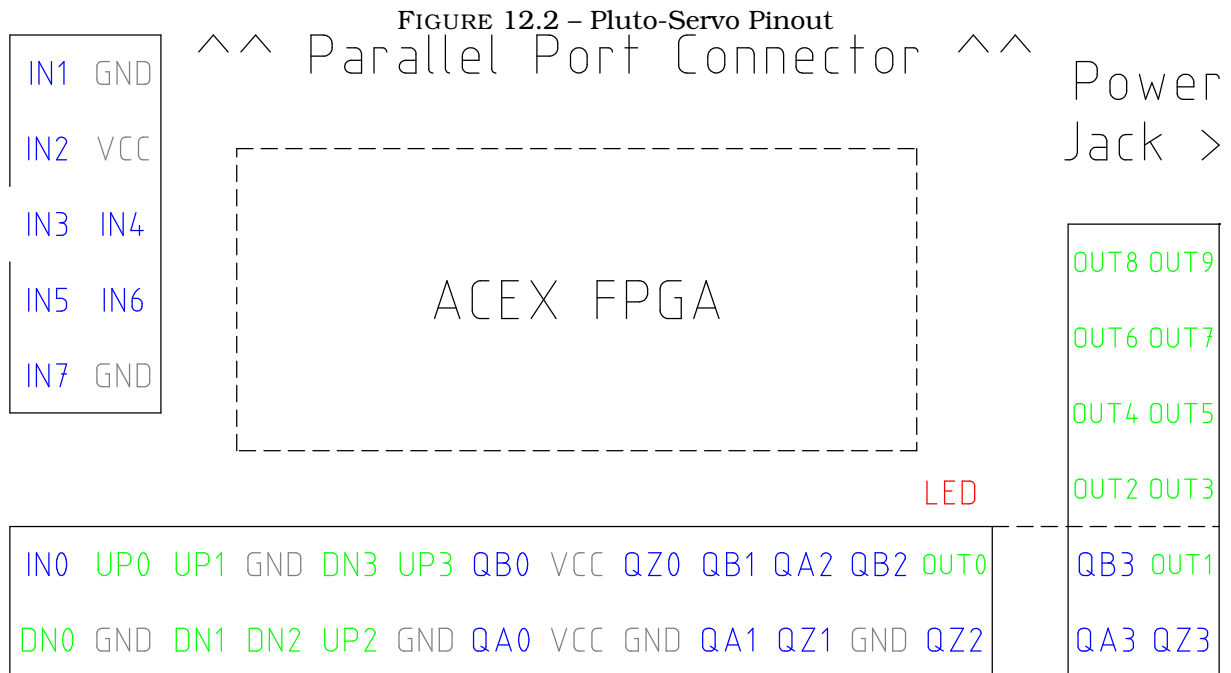 FIGURE 12.2 – Pluto-Servo Pinout
^^ Parallel Port Connector ^^
Power
Jack >
IN1 GND
IN2 VCC
IN3 IN4
IN5 IN6
IN7 GND
ACEX FPGA
OUT8 OUT9
OUT6 OUT7
OUT4 OUT5
OUT2 OUT3
LED
IN0 UP0 UP1 GND DN3 UP3 QB0 VCC QZ0 QB1 QA2 QB2 OUT0
DN0 GND DN1 DN2 UP2 GND QA0 VCC GND QA1 QZ1 GND QZ2
QB3 OUT1
QA3 QZ3